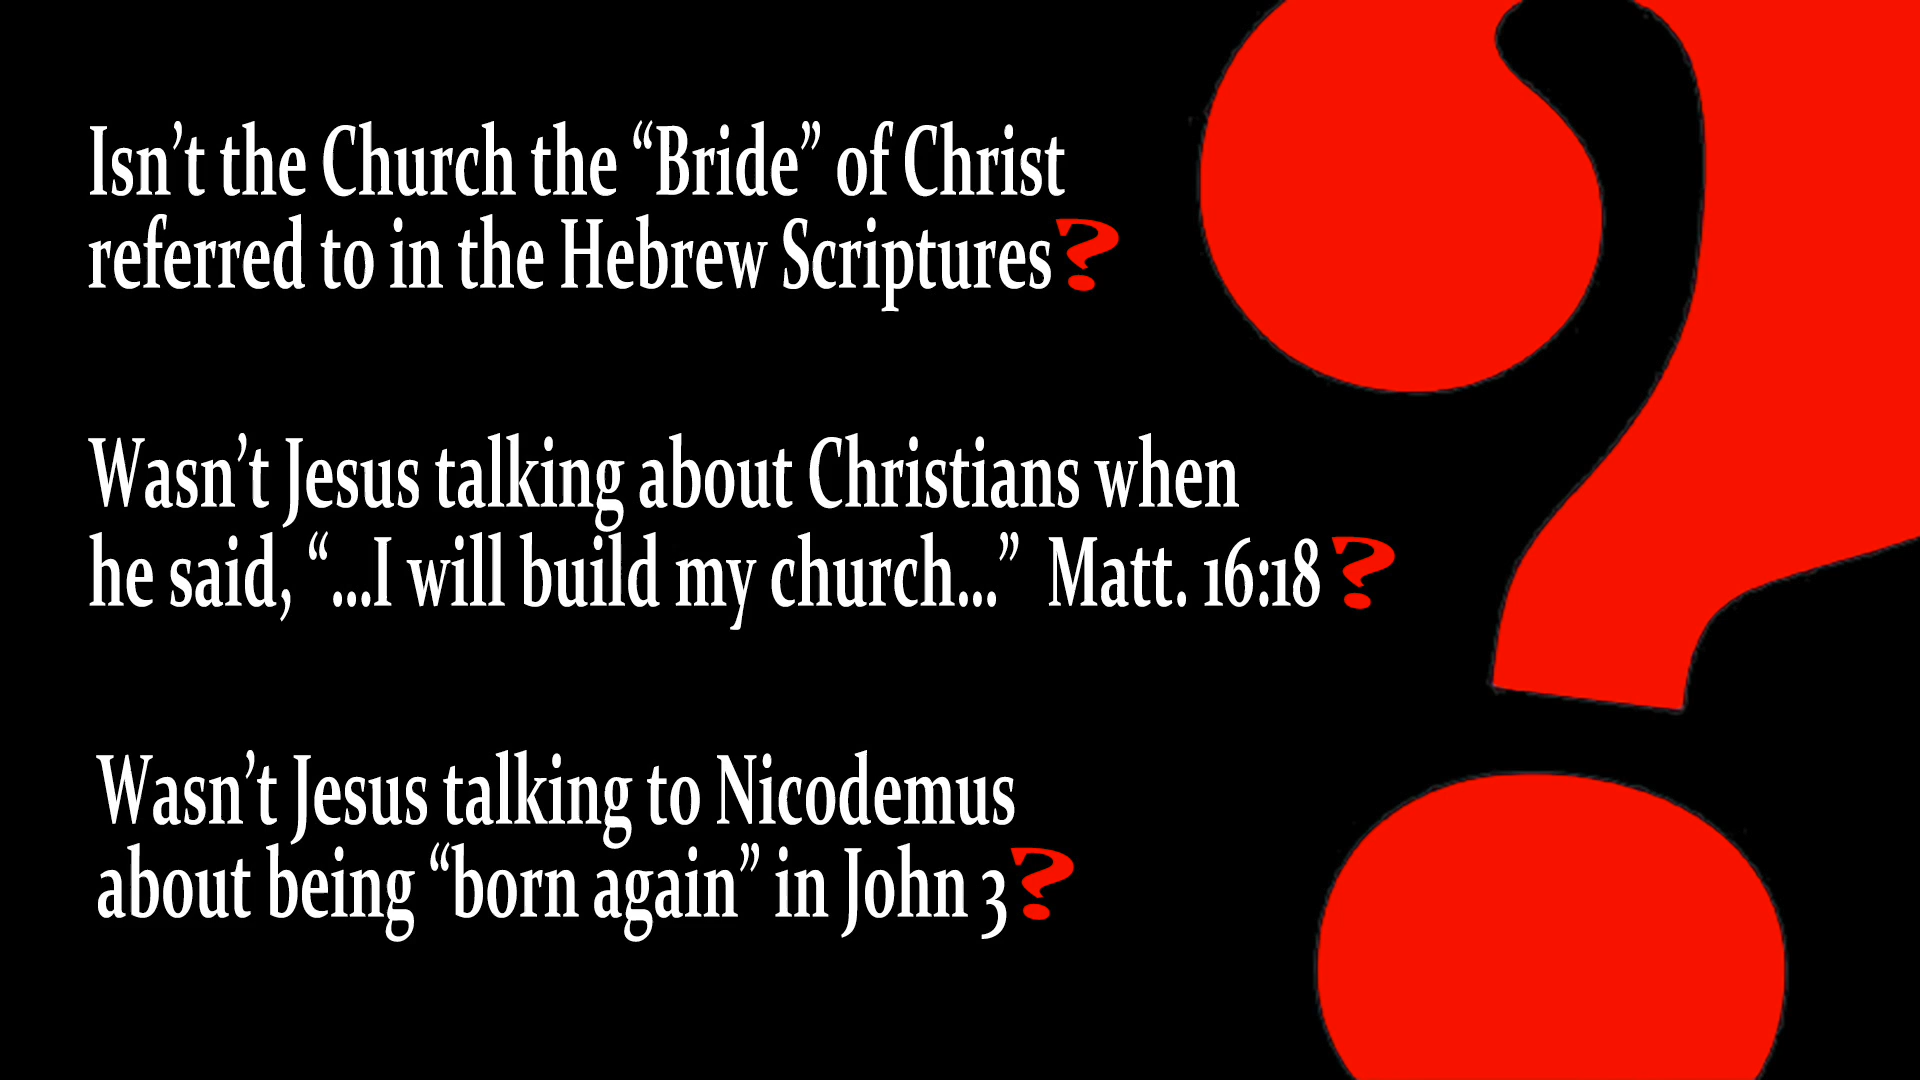 Isn’t the Church the “Bride” of Christ
referred to in the Hebrew Scriptures?
Wasn’t Jesus talking about Christians when
he said, “...I will build my church...”  Matt. 16:18?
Wasn’t Jesus talking to Nicodemus
about being “born again” in John 3?
?